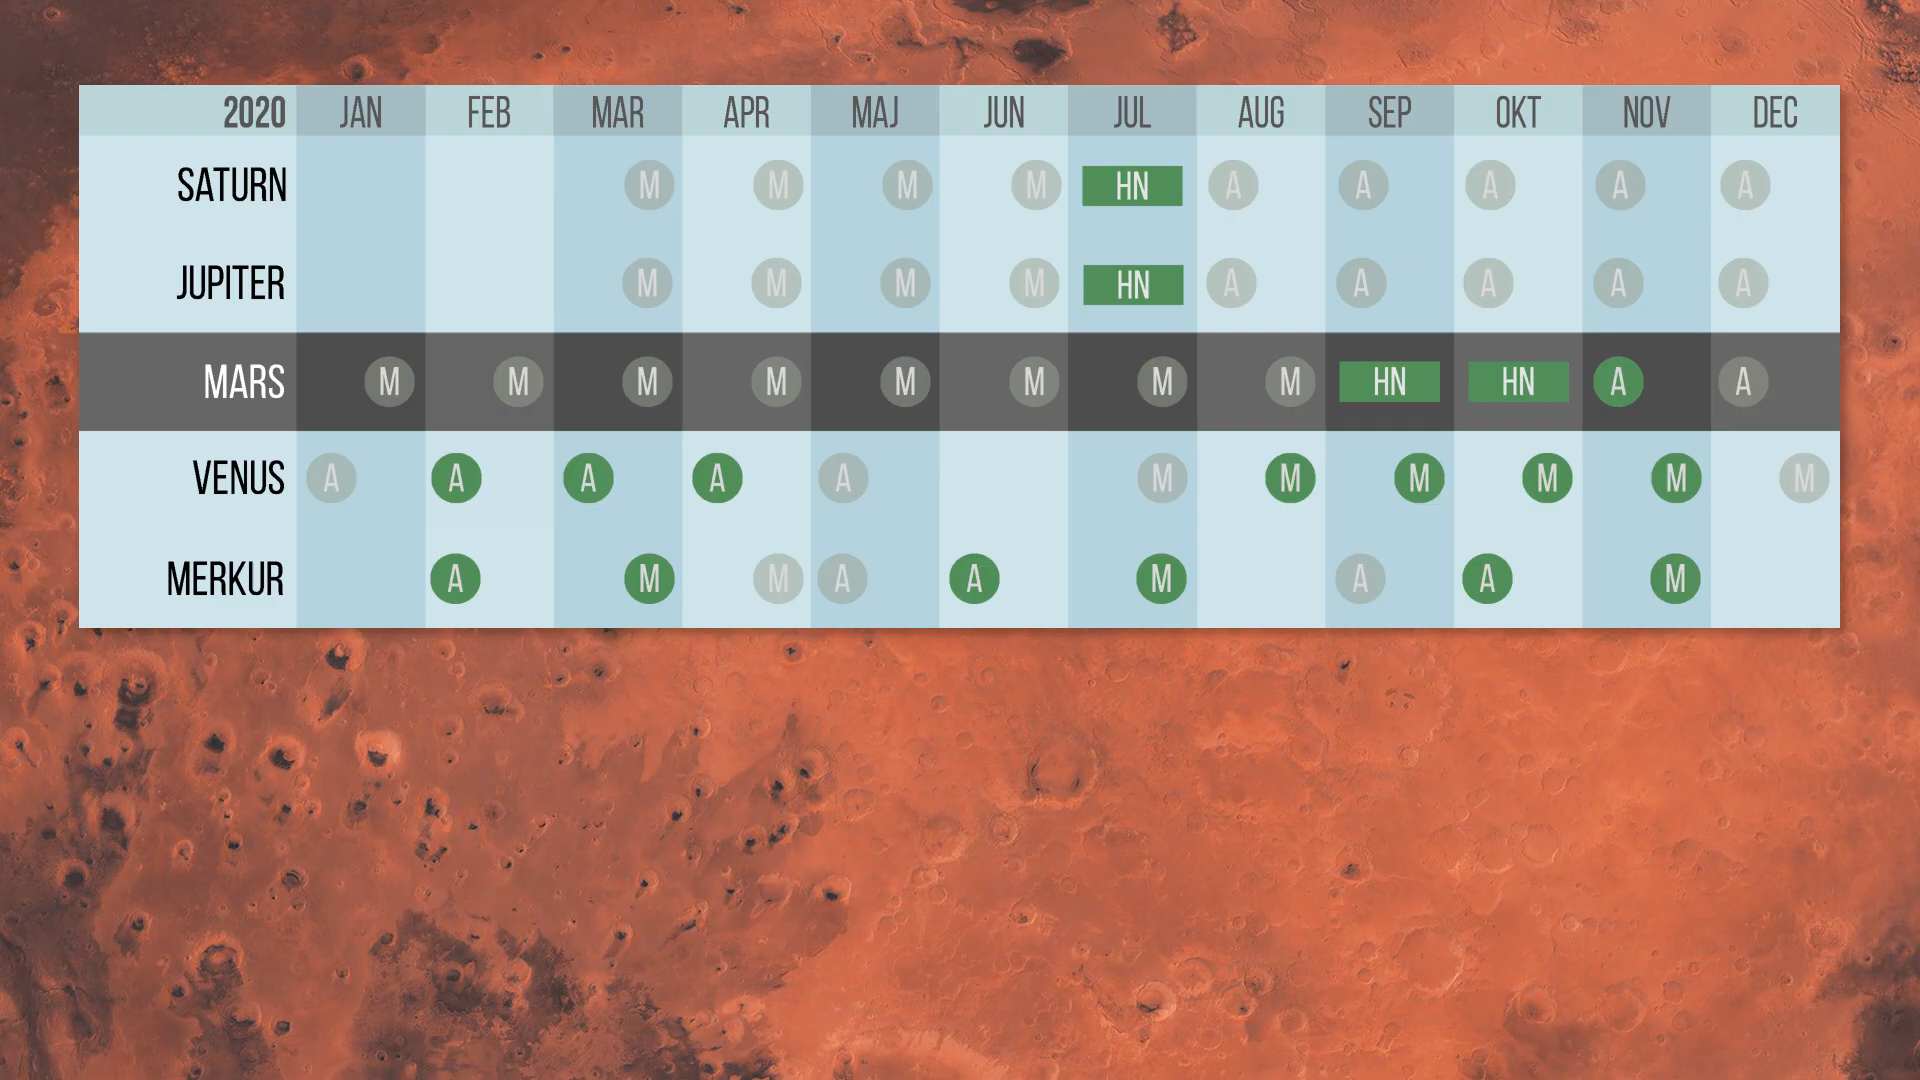 2020 JAN FEB MAR APR MAJ JUN JUL AUG SEP OKT NOV DEC
SATURN M M M M HN A A A A A
JUPITER M M M M HN A A A A A
MARS M M M M M M M M HN HN A A
VENUS A A A A A M M M M M M
MERKUR A M M A A M A A M